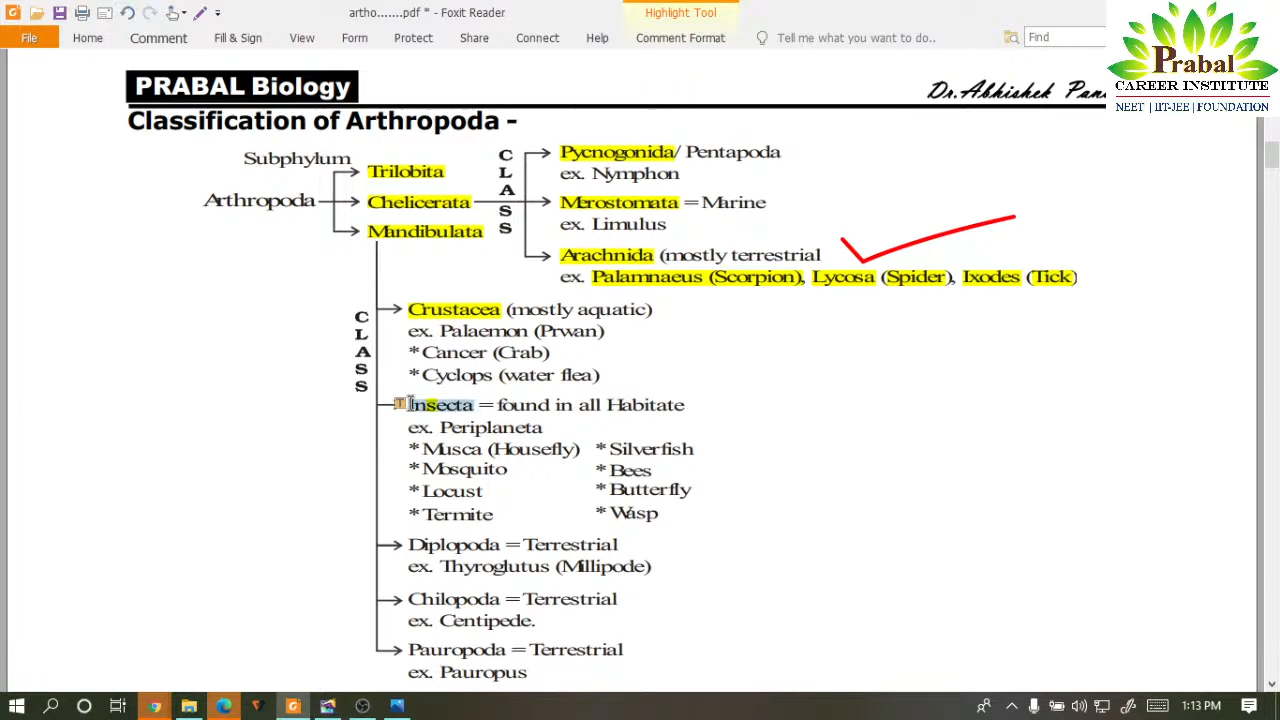 artho.......pdf * - Foxit Reader
Highlight Tool
File Home Comment Fill & Sign View Form Protect Share Connect Help Comment Format Tell me what you want to do.. Find
Prabal
CAREER INSTITUTE
NEET | IIT-JEE | FOUNDATION
PRABAL Biology
Dr.Abhishek
Classification of Arthropoda -
Subphylum
Arthropoda
Trilobita
Chelicerata
Mandibulata
CLASS
Pycnogonida/ Pentapoda
ex. Nymphon
Merostomata = Marine
ex. Limulus
Arachnida (mostly terrestrial
ex. Palamnaeus (Scorpion), Lycosa (Spider), Ixodes (Tick)
CLASS
Crustacea (mostly aquatic)
ex. Palaemon (Prwan)
* Cancer (Crab)
* Cyclops (water flea)
Insecta = found in all Habitate
ex. Periplaneta
* Musca (Housefly) * Silverfish
* Mosquito * Bees
* Locust * Butterfly
* Termite * Wasp
Diplopoda = Terrestrial
ex. Thyroglutus (Millipode)
Chilopoda = Terrestrial
ex. Centipede.
Pauropoda = Terrestrial
ex. Pauropus
1:13 PM